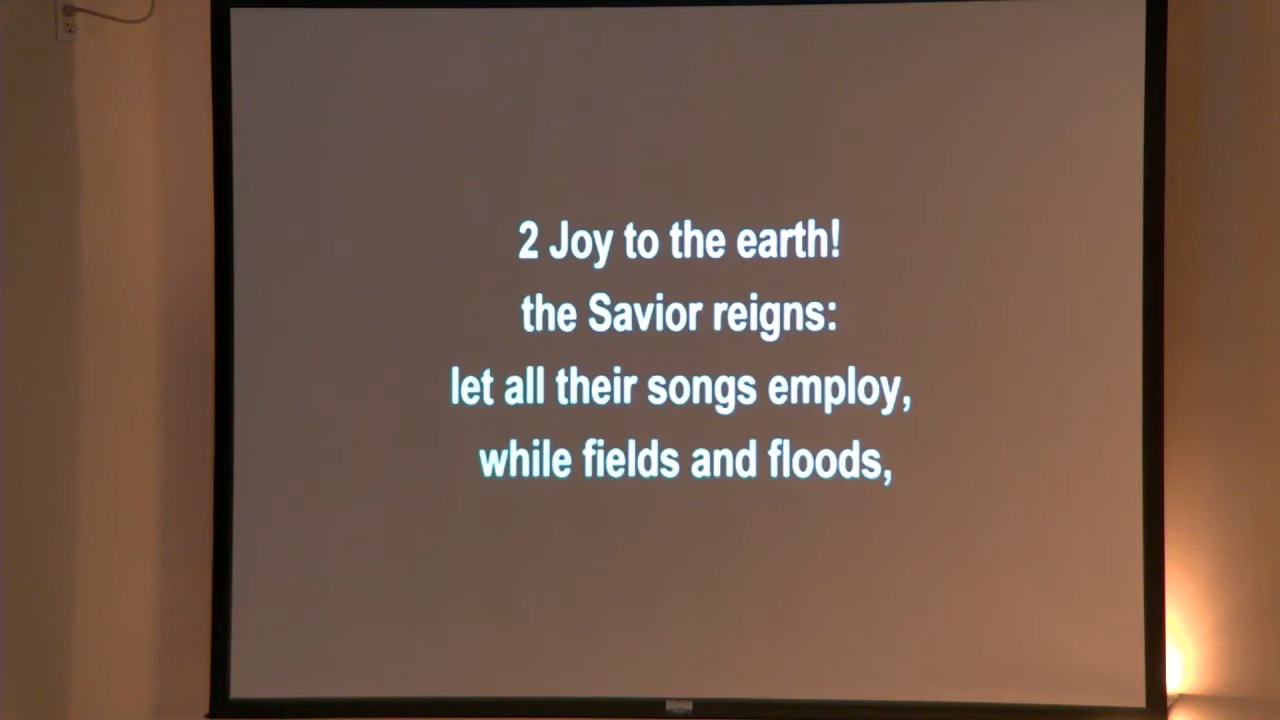 2 Joy to the earth!
the Savior reigns:
let all their songs employ,
while fields and floods,